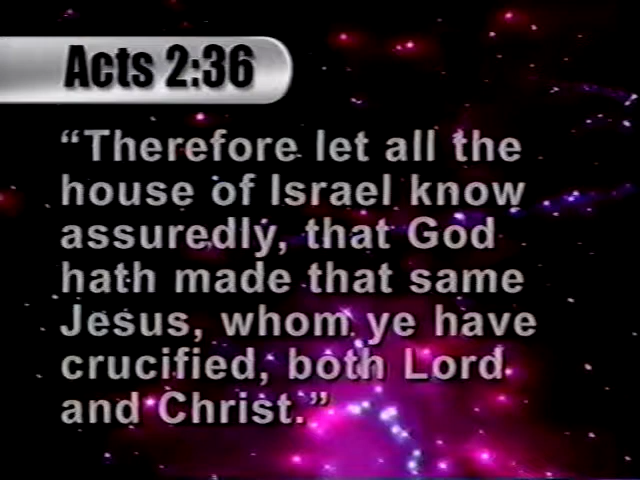 Acts 2:36
“Therefore let all the
house of Israel know
assuredly, that God
hath made that same
Jesus, whom ye have
crucified, both Lord
and Christ.”